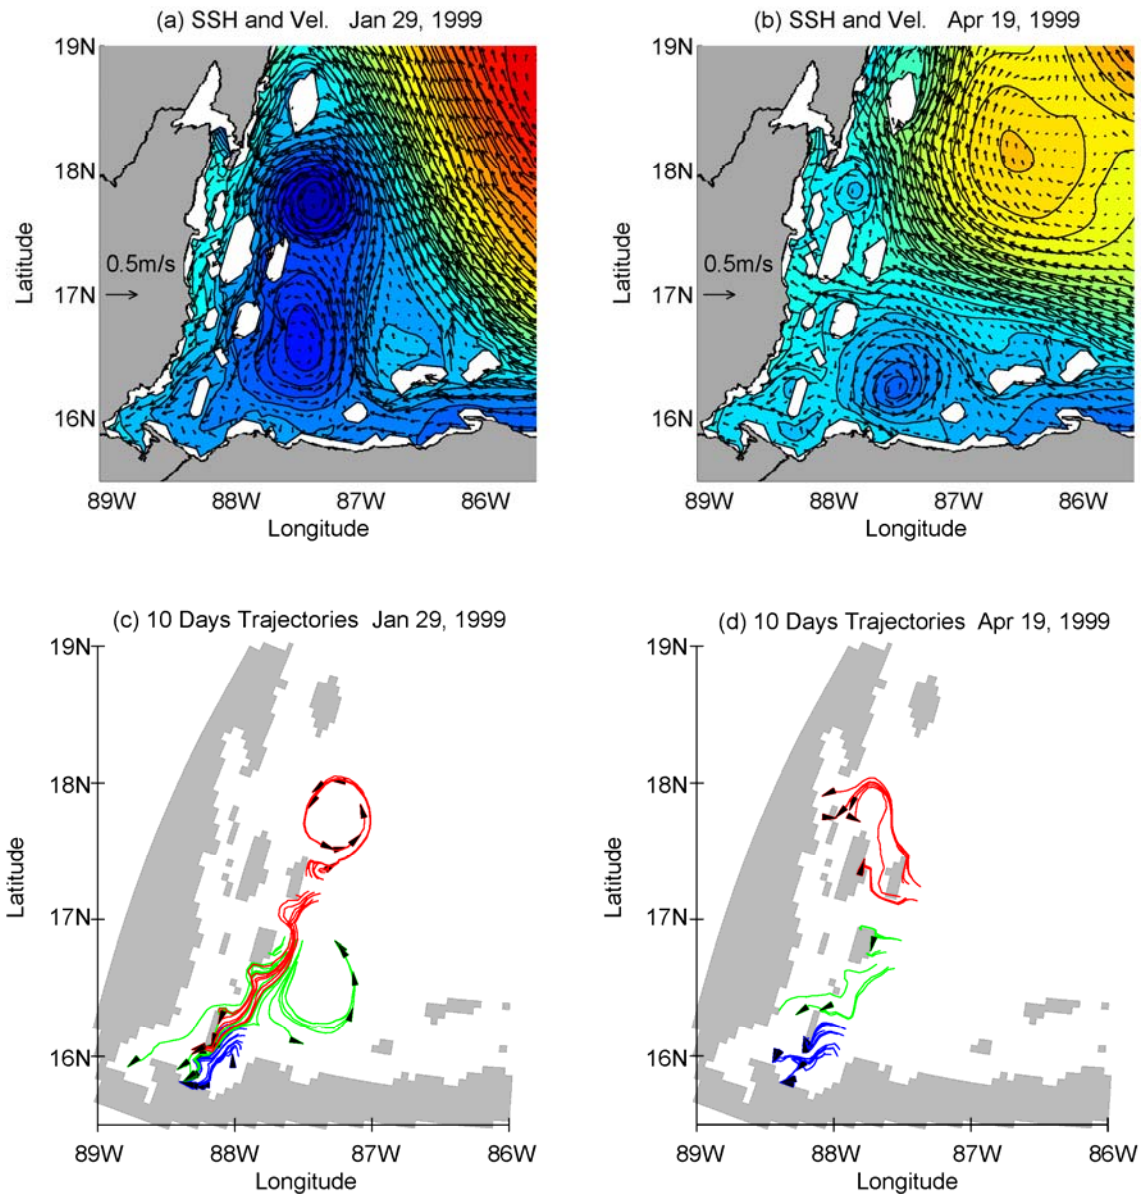 (a) SSH and Vel. Jan 29, 1999
(b) SSH and Vel. Apr 19, 1999
19N
18N
17N
16N
Latitude
0.5m/s
89W 88W 87W 86W
Longitude
19N
18N
17N
16N
Latitude
0.5m/s
89W 88W 87W 86W
Longitude
(c) 10 Days Trajectories Jan 29, 1999
(d) 10 Days Trajectories Apr 19, 1999
19N
18N
17N
16N
Latitude
89W 88W 87W 86W
Longitude
19N
18N
17N
16N
Latitude
89W 88W 87W 86W
Longitude